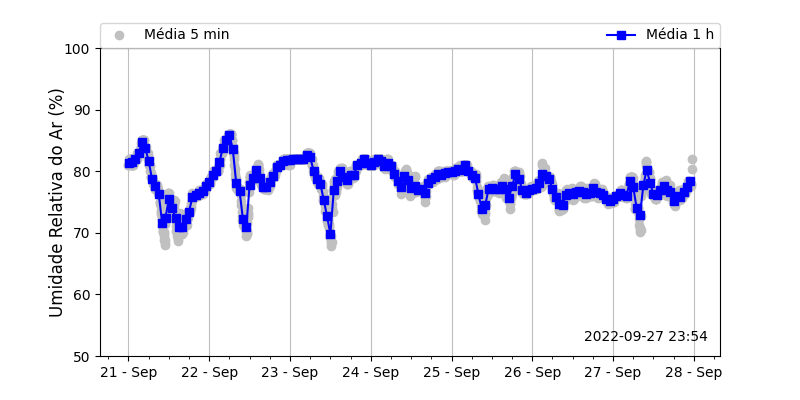 Média 5 min
Média 1 h
100
90
80
70
60
50
Umidade Relativa do Ar (%)
2022-09-27 23:54
21 - Sep
22 - Sep
23 - Sep
24 - Sep
25 - Sep
26 - Sep
27 - Sep
28 - Sep